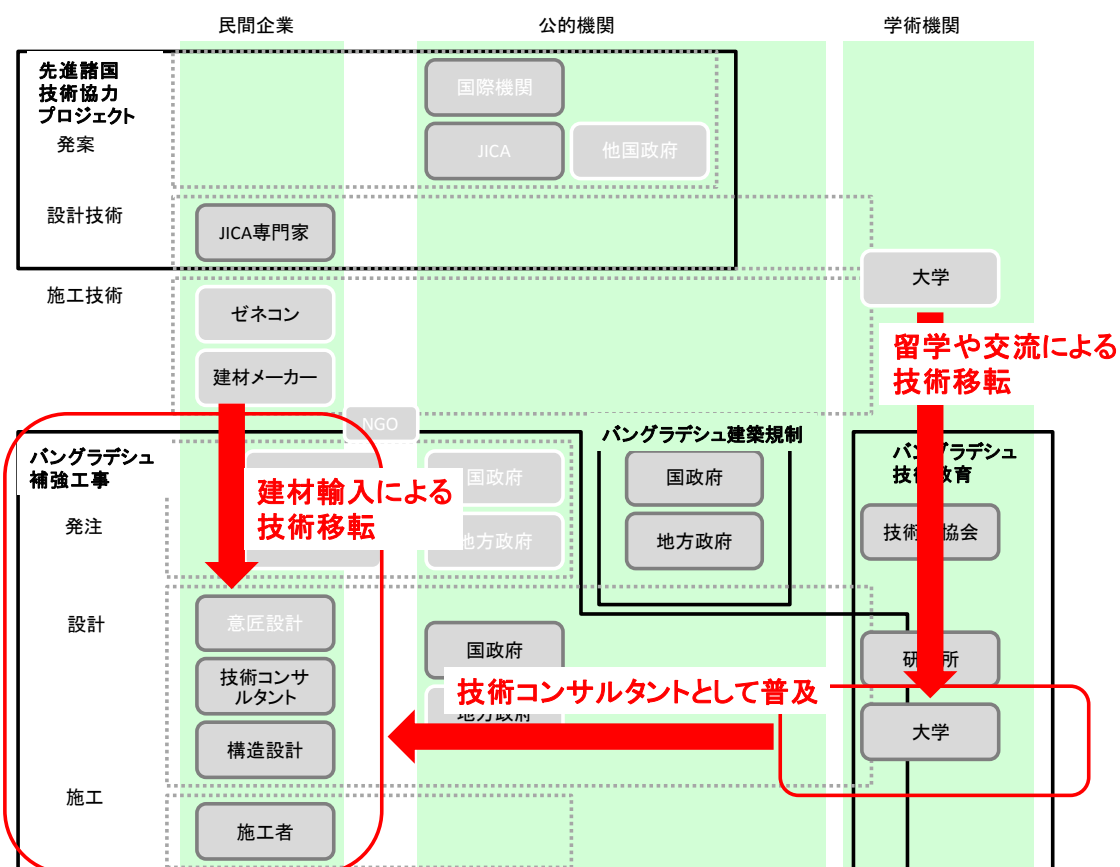 民間企業
公的機関
学術機関
先進諸国
技術協力
プロジェクト
発案
国際機関
JICA
他国政府
設計技術
JICA専門家
大学
施工技術
ゼネコン
建材メーカー
留学や交流による
技術移転
NGO
バングラデシュ
補強工事
バングラデシュ建築規制
建材輸入による
技術移転
国政府
国政府
発注
地方政府
地方政府
設計
意匠設計
国政府
技術コンサ
ルタント
技術コンサルタントとして普及
地方政府
大学
構造設計
施工
施工者